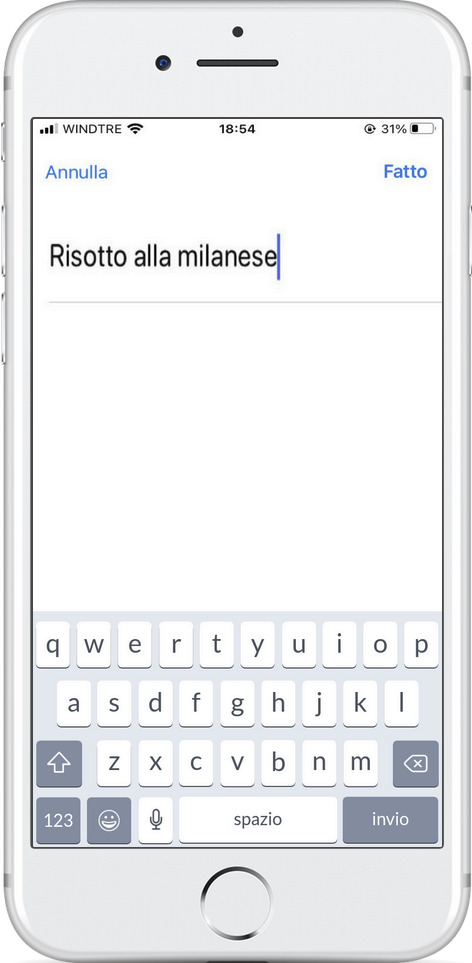 WINDTRE 18:54 31%
Annulla Fatto
Risotto alla milanese
q w e r t y u i o p
a s d f g h j k l
z x c v b n m
123 spazio invio